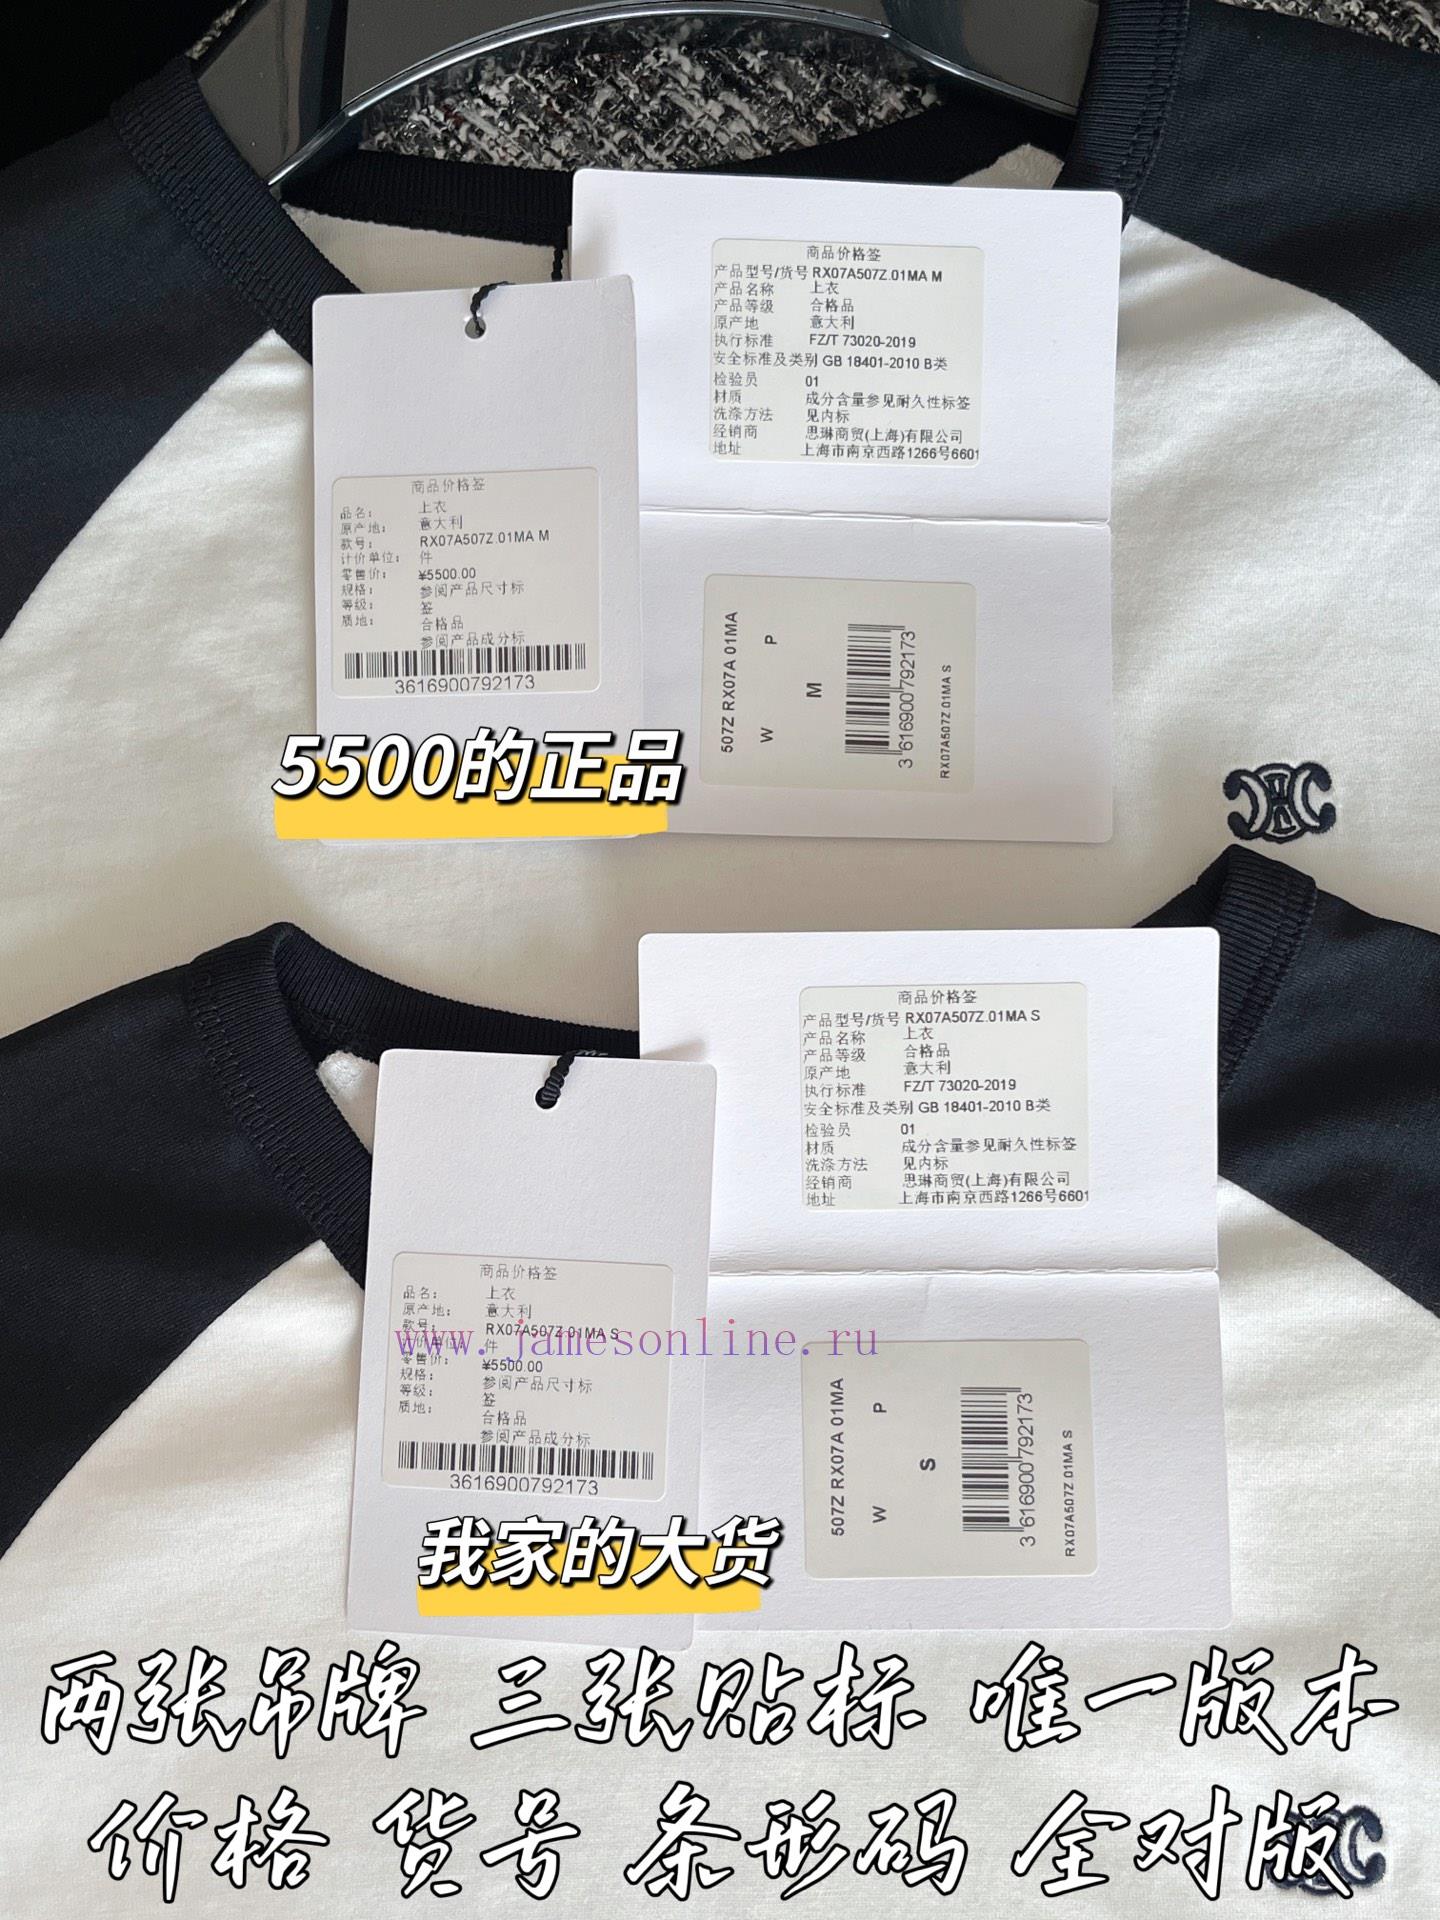 商品价格签
产品型号/货号 RX07A507Z.01MA M
产品名称 上衣
产品等级 合格品
原产地 意大利
执行标准 FZ/T 73020-2019
安全标准及类别 GB 18401-2010 B类
检验员 01
材质 成分含量参见耐久性标签
洗涤方法 见内标
经销商 思琳商贸(上海)有限公司
地址 上海市南京西路1266号6601
商品价格签
品名： 上衣
原产地： 意大利
款号： RX07A507Z.01MA M
计价单位： 件
零售价： ¥5500.00
规格： 参阅产品尺寸标
等级： 签
质地： 合格品
参阅产品成分标
3616900792173
507Z RX07A 01MA
W P
M
3 616900 792173
RX07A507Z 01MA S
5500的正品
商品价格签
产品型号/货号 RX07A507Z.01MA S
产品名称 上衣
产品等级 合格品
原产地 意大利
执行标准 FZ/T 73020-2019
安全标准及类别 GB 18401-2010 B类
检验员 01
材质 成分含量参见耐久性标签
洗涤方法 见内标
经销商 思琳商贸(上海)有限公司
地址 上海市南京西路1266号6601
商品价格签
品名： 上衣
原产地： 意大利
款号： RX07A507Z.01MA S
www.jamesonline.ru
计价单位： 件
零售价： ¥5500.00
规格： 参阅产品尺寸标
等级： 签
质地： 合格品
参阅产品成分标
3616900792173
507Z RX07A 01MA
W P
S
3 616900 792173
RX07A507Z 01MA S
我家的大货
两张吊牌 三张贴标 唯一版本
价格 货号 条形码 全对版